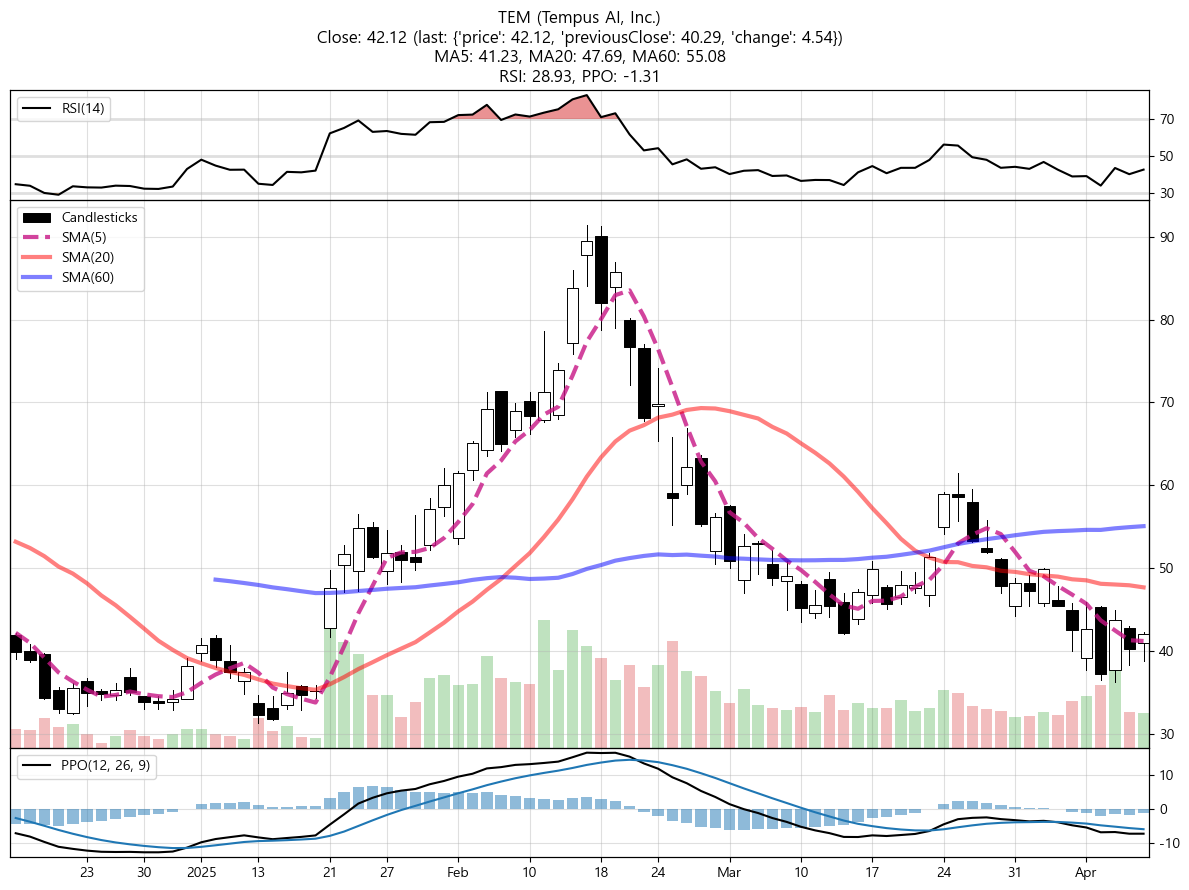 TEM (Tempus AI, Inc.)
Close: 42.12 (last: {'price': 42.12, 'previousClose': 40.29, 'change': 4.54})
MA5: 41.23, MA20: 47.69, MA60: 55.08
RSI: 28.93, PPO: -1.31
RSI(14)
70
50
30
Candlesticks
SMA(5)
SMA(20)
SMA(60)
90
80
70
60
50
40
30
PPO(12, 26, 9)
10
0
-10
23 30 2025 13 21 27 Feb 10 18 24 Mar 10 17 24 31 Apr